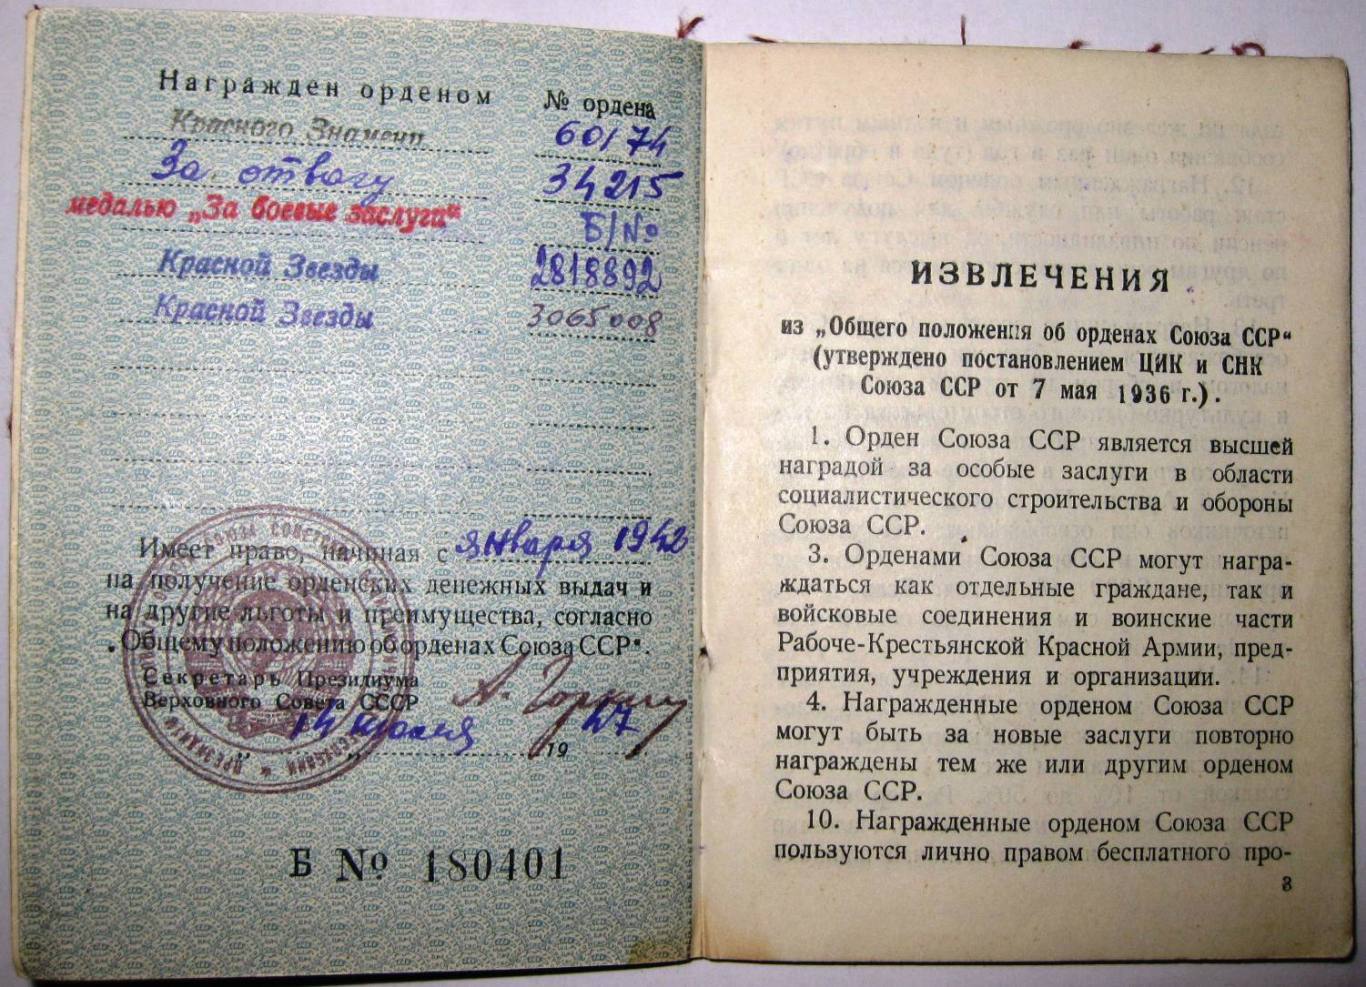 Награжден орденом № ордена
Красного Знамени 60174
За отвагу 34215
медалью „За боевые заслуги" Б/№
Красной Звезды 2818892
Красной Звезды 3065008
Имеет право, начиная с января 1942
на получение орденских денежных выдач и
на другие льготы и преимущества, согласно
„Общему положению об орденах Союза ССР".
Секретарь Президиума
Верховного Совета СССР А. Горкин
14 июля 19 47
Б № 180401
ИЗВЛЕЧЕНИЯ
из „Общего положения об орденах Союза ССР"
(утверждено постановлением ЦИК и СНК
Союза ССР от 7 мая 1936 г.).
1. Орден Союза ССР является высшей
наградой за особые заслуги в области
социалистического строительства и обороны
Союза ССР.
3. Орденами Союза ССР могут награ-
ждаться как отдельные граждане, так и
войсковые соединения и воинские части
Рабоче-Крестьянской Красной Армии, пред-
приятия, учреждения и организации.
4. Награжденные орденом Союза ССР
могут быть за новые заслуги повторно
награждены тем же или другим орденом
Союза ССР.
10. Награжденные орденом Союза ССР
пользуются лично правом бесплатного про-
3